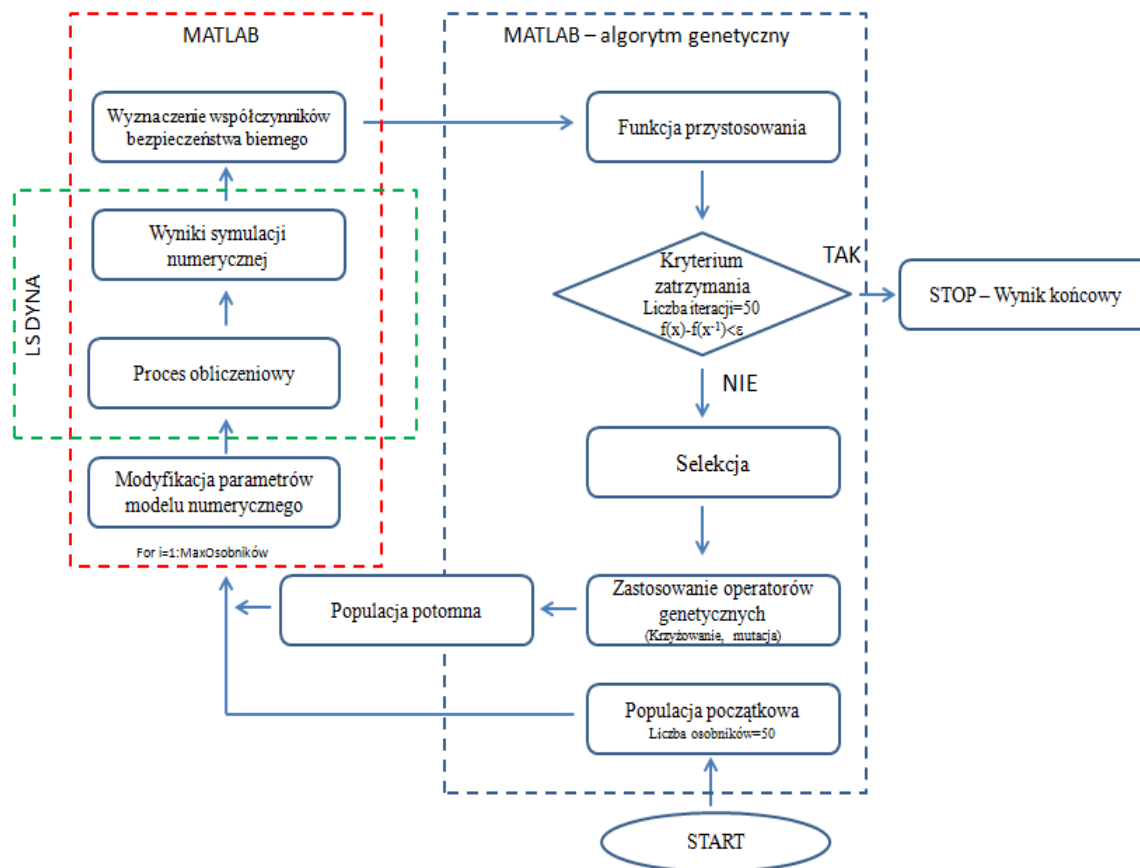 MATLAB
MATLAB – algorytm genetyczny
Wyznaczenie współczynników
bezpieczeństwa biernego
Funkcja przystosowania
Wyniki symulacji
numerycznej
LS DYNA
Kryterium
zatrzymania
Liczba iteracji=50
f(x)-f(x⁻¹)<ε
TAK
STOP – Wynik końcowy
Proces obliczeniowy
NIE
Selekcja
Modyfikacja parametrów
modelu numerycznego
For i=1:MaxOsobników
Populacja potomna
Zastosowanie operatorów
genetycznych
(Krzyżowanie, mutacja)
Populacja początkowa
Liczba osobników=50
START